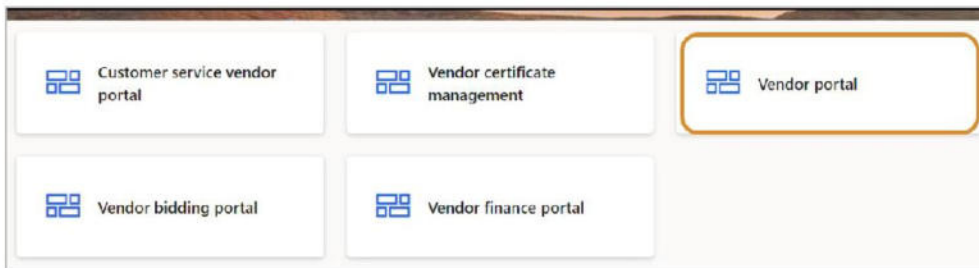 Customer service vendor
portal
Vendor certificate
management
Vendor portal
Vendor bidding portal
Vendor finance portal